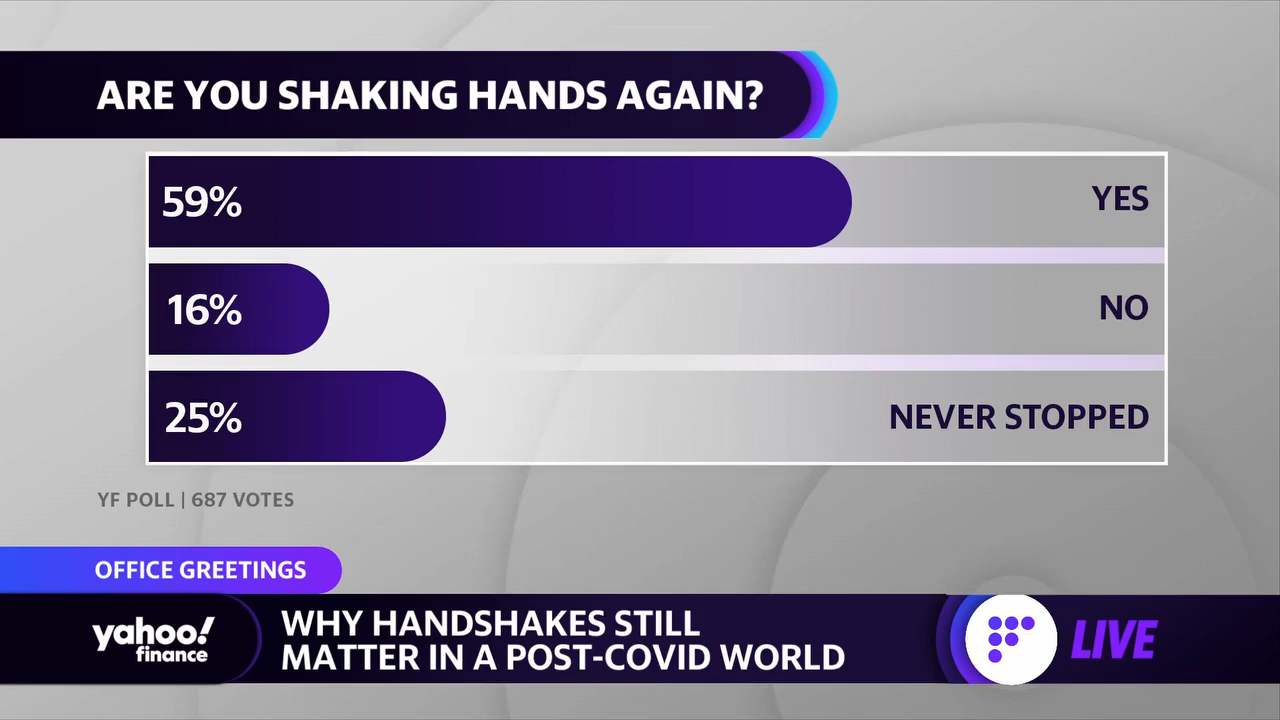 ARE YOU SHAKING HANDS AGAIN?
59% YES
16% NO
25% NEVER STOPPED
YF POLL | 687 VOTES
OFFICE GREETINGS
yahoo!
finance
WHY HANDSHAKES STILL
MATTER IN A POST-COVID WORLD
LIVE